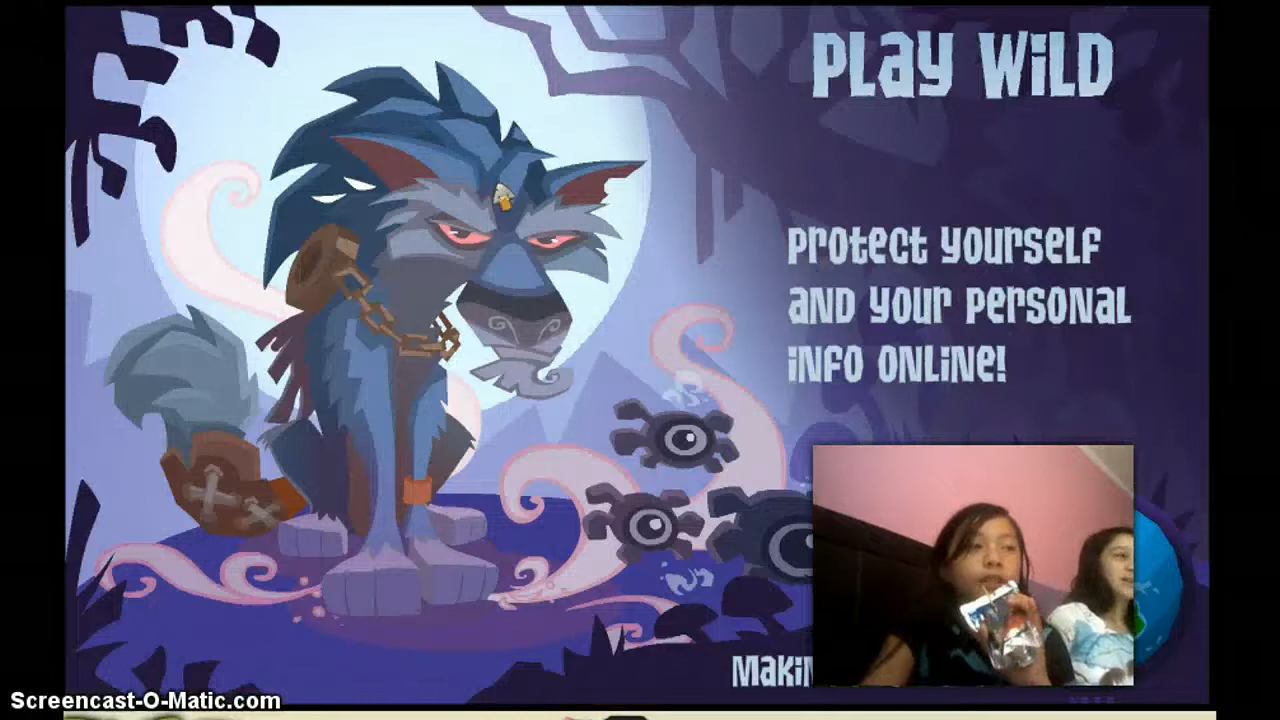 PLAY WILD
PROTECT YOURSELF
AND YOUR PERSONAL
INFO ONLINE!
Screencast-O-Matic.com